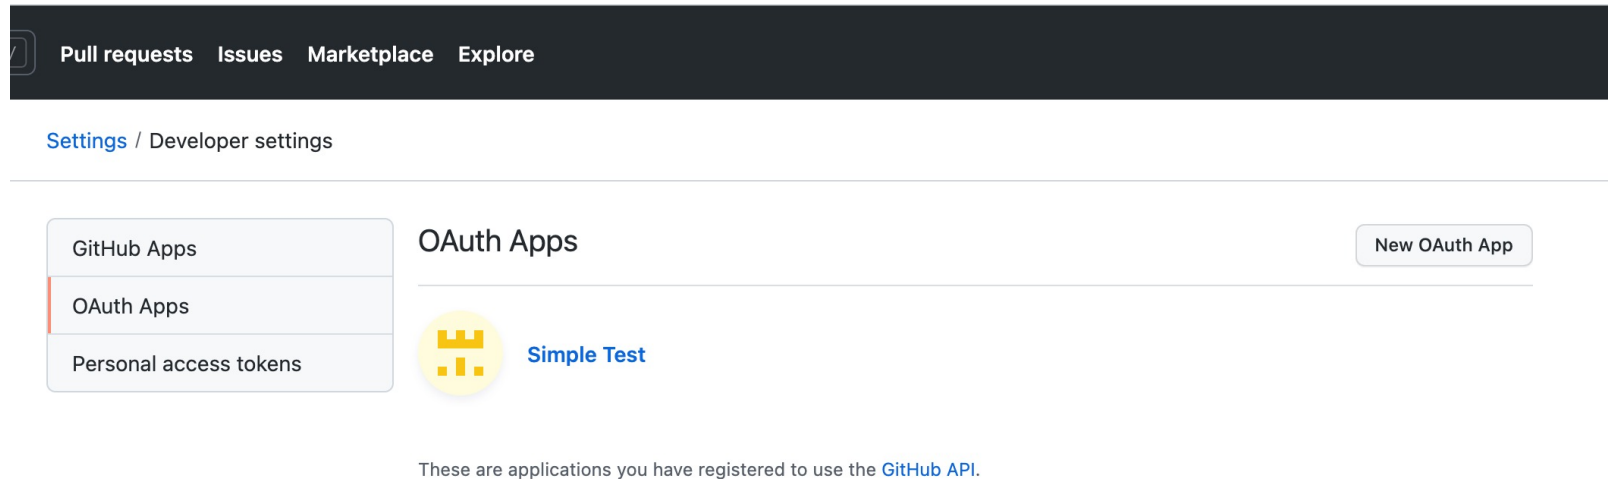 / Pull requests Issues Marketplace Explore
Settings / Developer settings
GitHub Apps
OAuth Apps
Personal access tokens
OAuth Apps
New OAuth App
Simple Test
These are applications you have registered to use the GitHub API.